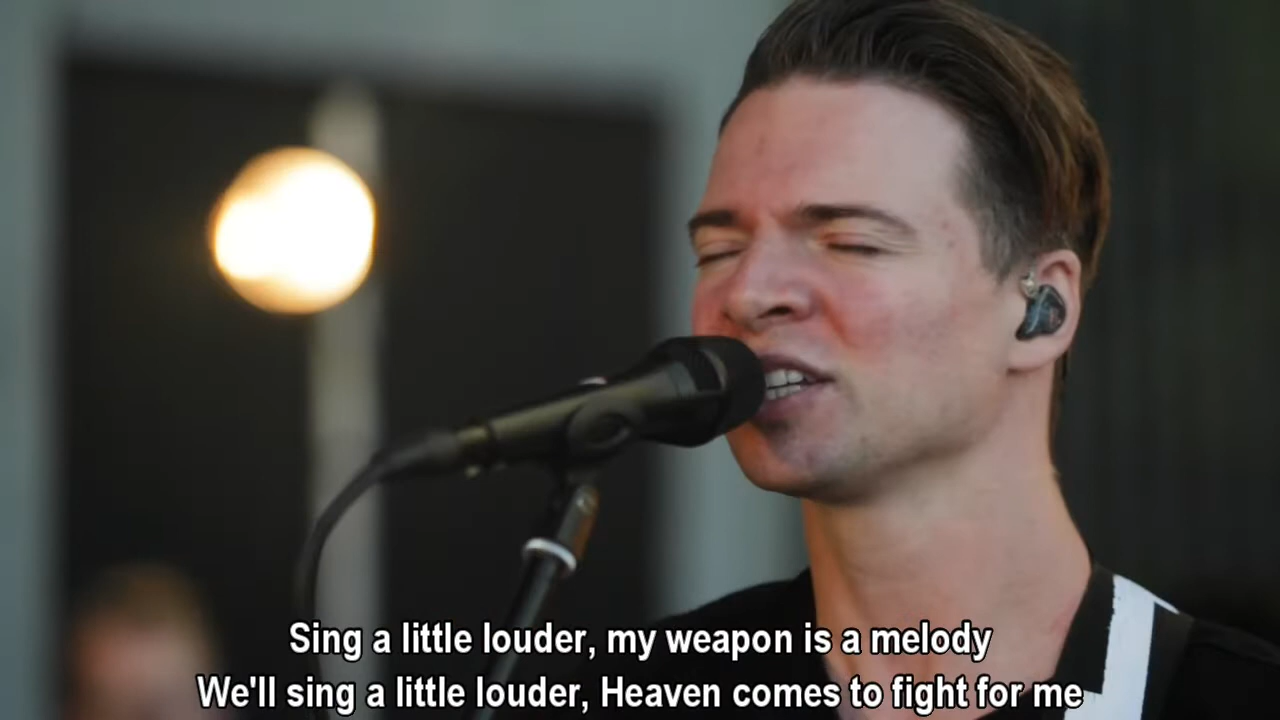 Sing a little louder, my weapon is a melody
We'll sing a little louder, Heaven comes to fight for me